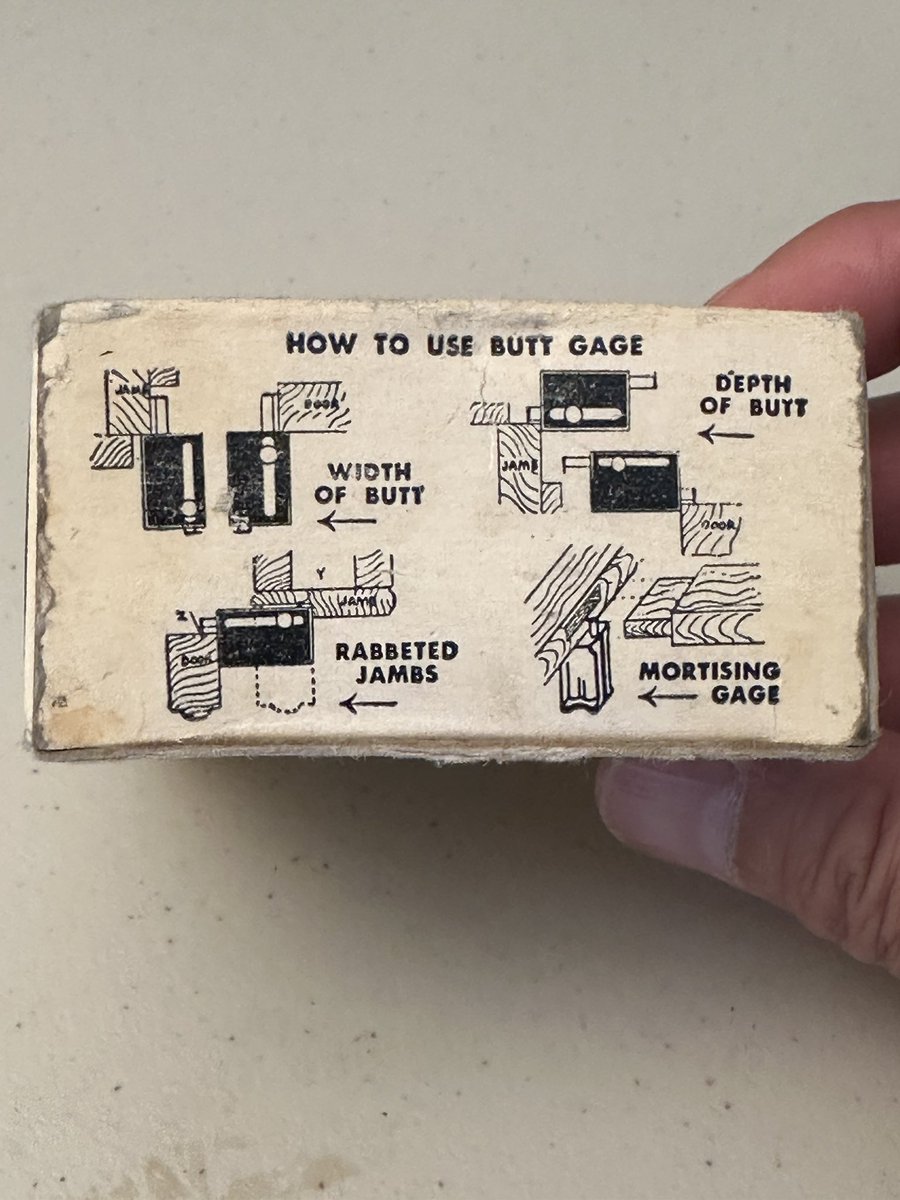 HOW TO USE BUTT GAGE
JAMB
DOOR
WIDTH
OF BUTT
DEPTH
OF BUTT
JAMB
DOOR
Y
JAMB
Z
DOOR
RABBETED
JAMBS
MORTISING
GAGE